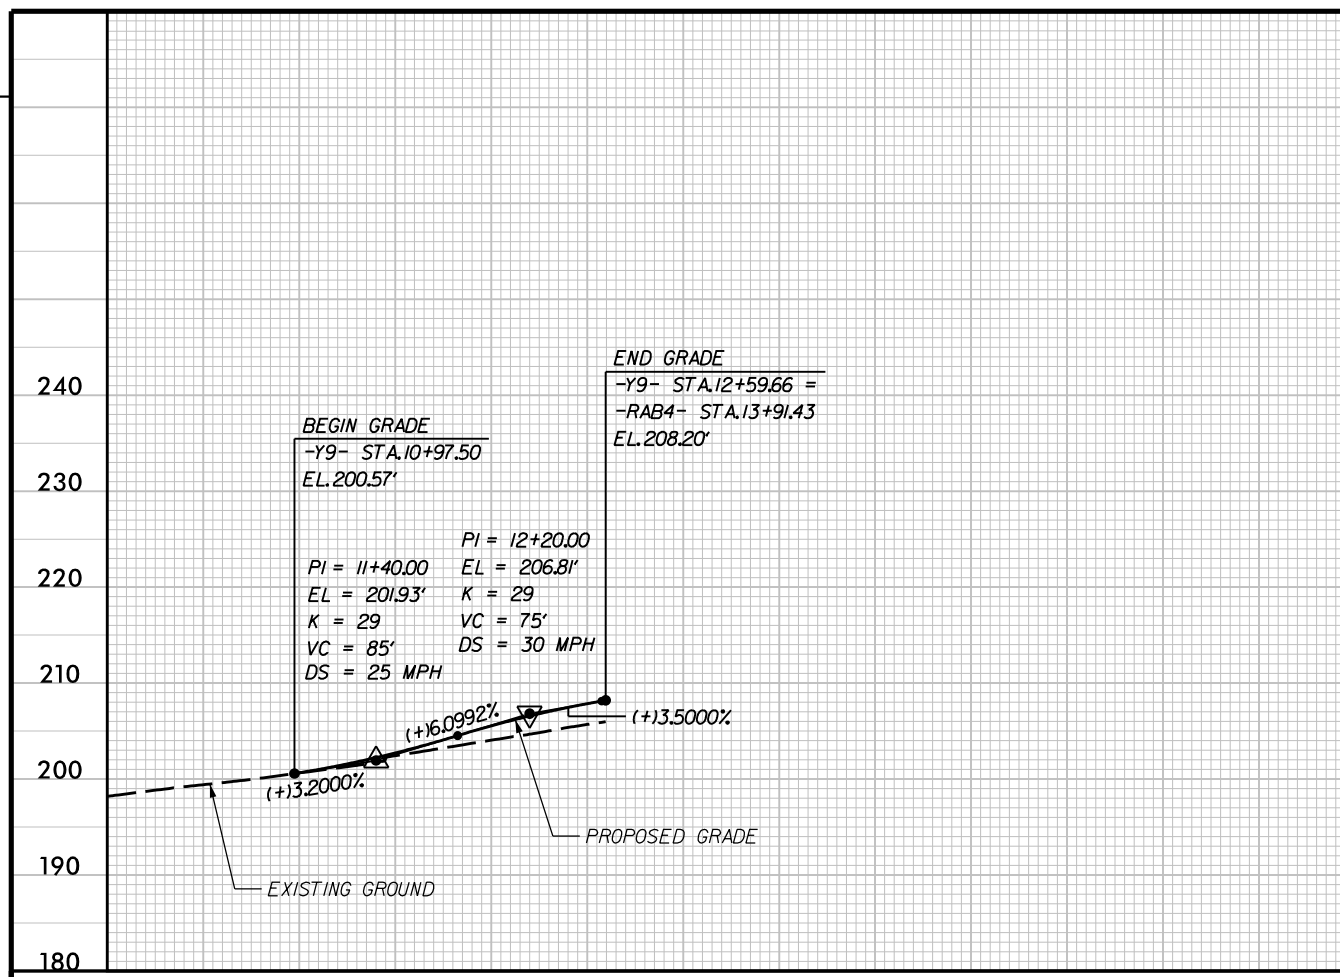 END GRADE
-Y9- STA.12+59.66 =
-RAB4- STA.13+91.43
EL.208.20'
BEGIN GRADE
-Y9- STA.10+97.50
EL.200.57'
PI = 12+20.00
EL = 206.81'
K = 29
VC = 75'
DS = 30 MPH
PI = 11+40.00
EL = 201.93'
K = 29
VC = 85'
DS = 25 MPH
240
230
220
210
200
190
180
(+)6.0992%
(+)3.5000%
(+)3.2000%
PROPOSED GRADE
EXISTING GROUND